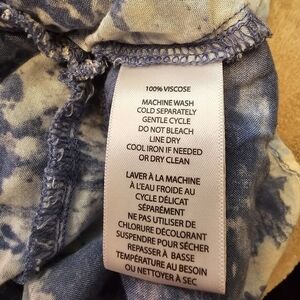 100% VISCOSE
MACHINE WASH
COLD SEPARATELY
GENTLE CYCLE
DO NOT BLEACH
LINE DRY
COOL IRON IF NEEDED
OR DRY CLEAN
LAVER À LA MACHINE
À L'EAU FROIDE AU
CYCLE DÉLICAT
SÉPARÉMENT
NE PAS UTILISER DE
CHLORURE DÉCOLORANT
SUSPENDRE POUR SÉCHER
REPASSER À BASSE
TEMPÉRATURE AU BESOIN
OU NETTOYER À SEC